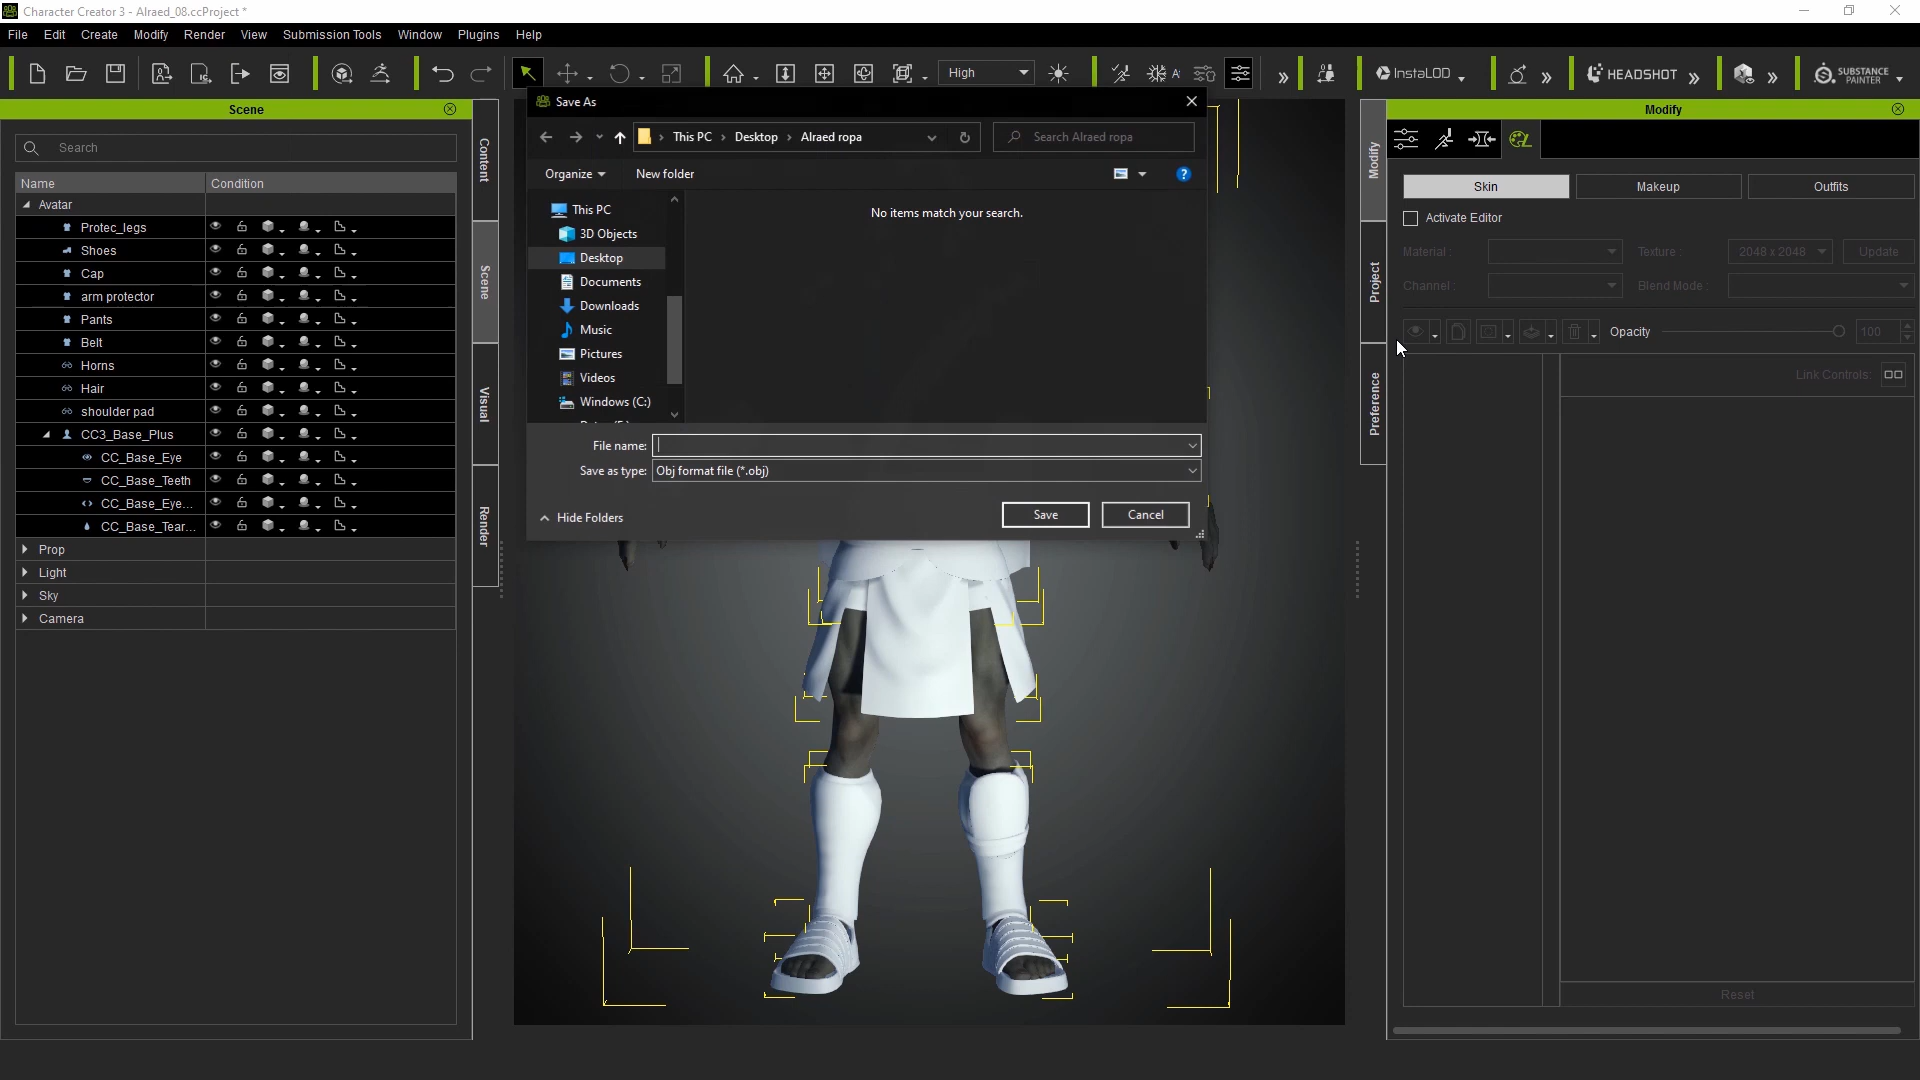 Character Creator 3 - Alraed_08.ccProject *
File Edit Create Modify Render View Submission Tools Window Plugins Help
High
InstaLOD
HEADSHOT
SUBSTANCE PAINTER
Scene
Search
Name Condition
Avatar
Protec_legs
Shoes
Cap
arm protector
Pants
Belt
Horns
Hair
shoulder pad
CC3_Base_Plus
CC_Base_Eye
CC_Base_Teeth
CC_Base_Eye...
CC_Base_Tear...
Prop
Light
Sky
Camera
Content
Scene
Visual
Render
Save As
This PC > Desktop > Alraed ropa
Search Alraed ropa
Organize New folder
This PC
3D Objects
Desktop
Documents
Downloads
Music
Pictures
Videos
Windows (C:)
No items match your search.
File name:
Save as type: Obj format file (*.obj)
Hide Folders
Save Cancel
Modify
Project
Preference
Modify
Skin Makeup Outfits
Activate Editor
Material : Texture : 2048 x 2048 Update
Channel : Blend Mode :
Opacity 100
Link Controls:
Reset